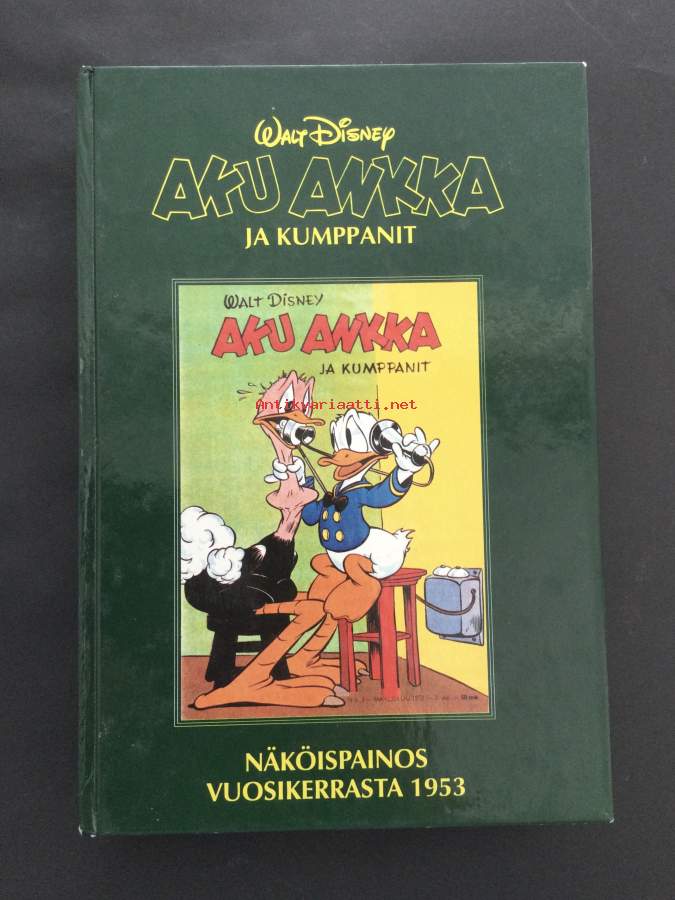 WALT DISNEY
AKU ANKKA
JA KUMPPANIT
WALT DISNEY
AKU ANKKA
JA KUMPPANIT
Antikvariaatti.net
NÄKÖISPAINOS
VUOSIKERRASTA 1953